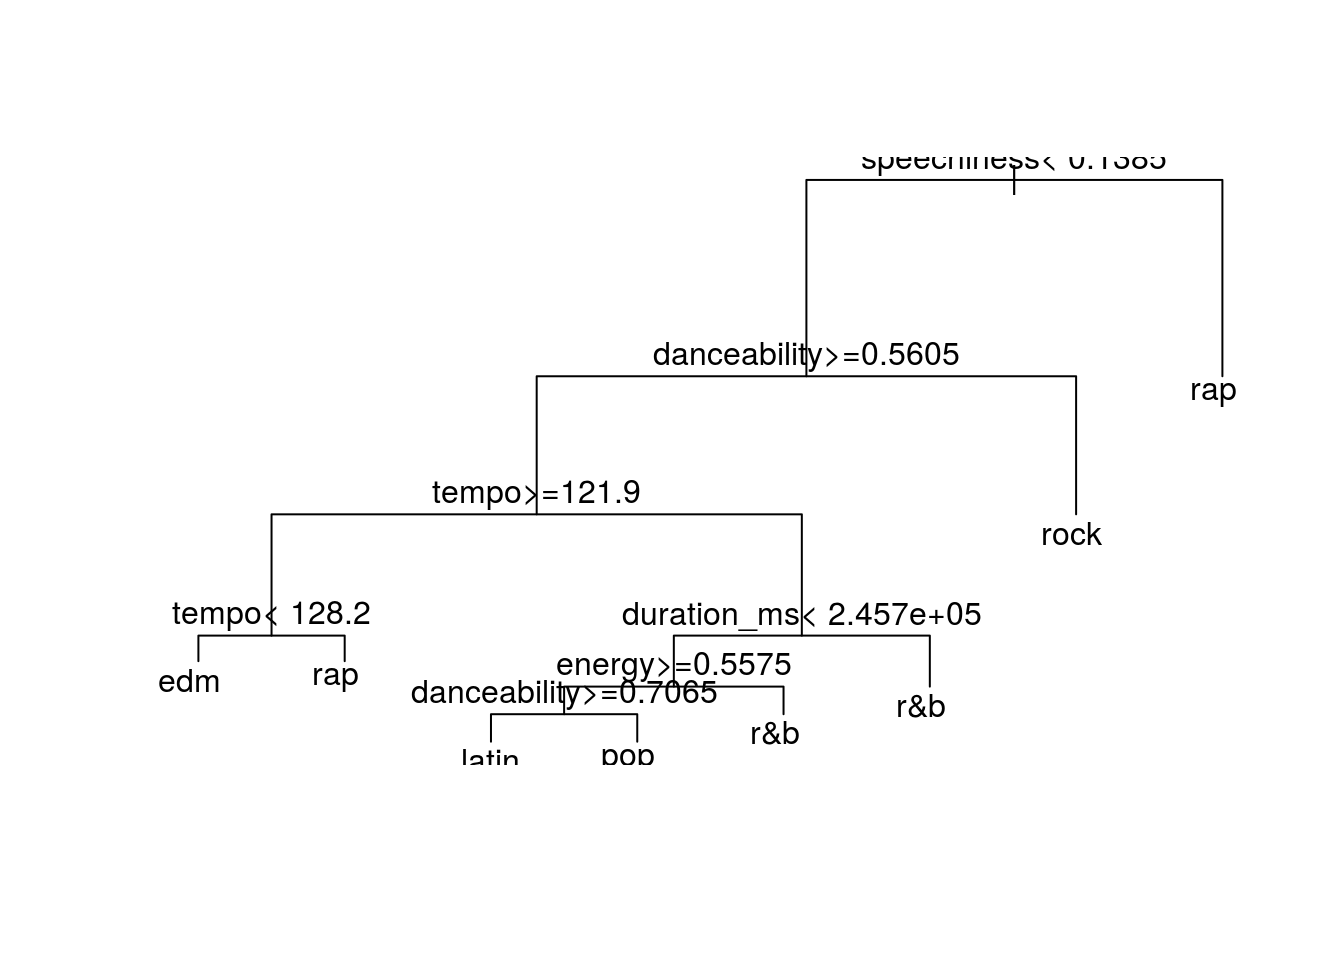 speechiness< 0.1385
danceability>=0.5605
rap
tempo>=121.9
rock
tempo< 128.2
duration_ms< 2.457e+05
energy>=0.5575
edm
rap
danceability>=0.7065
r&b
r&b
latin
pop